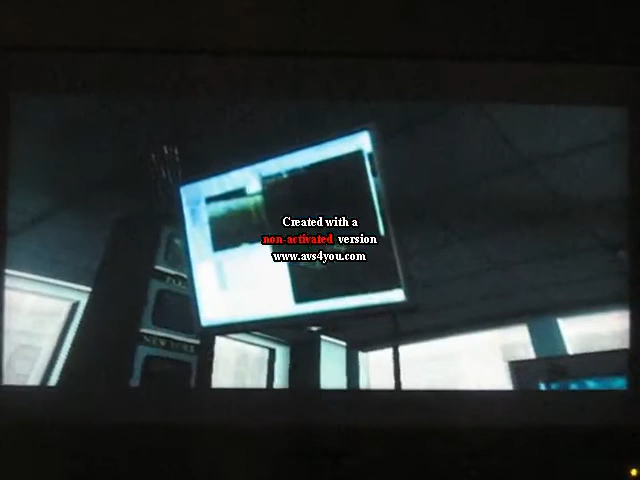 Created with a
non-activated version
www.avs4you.com
NEW YORK